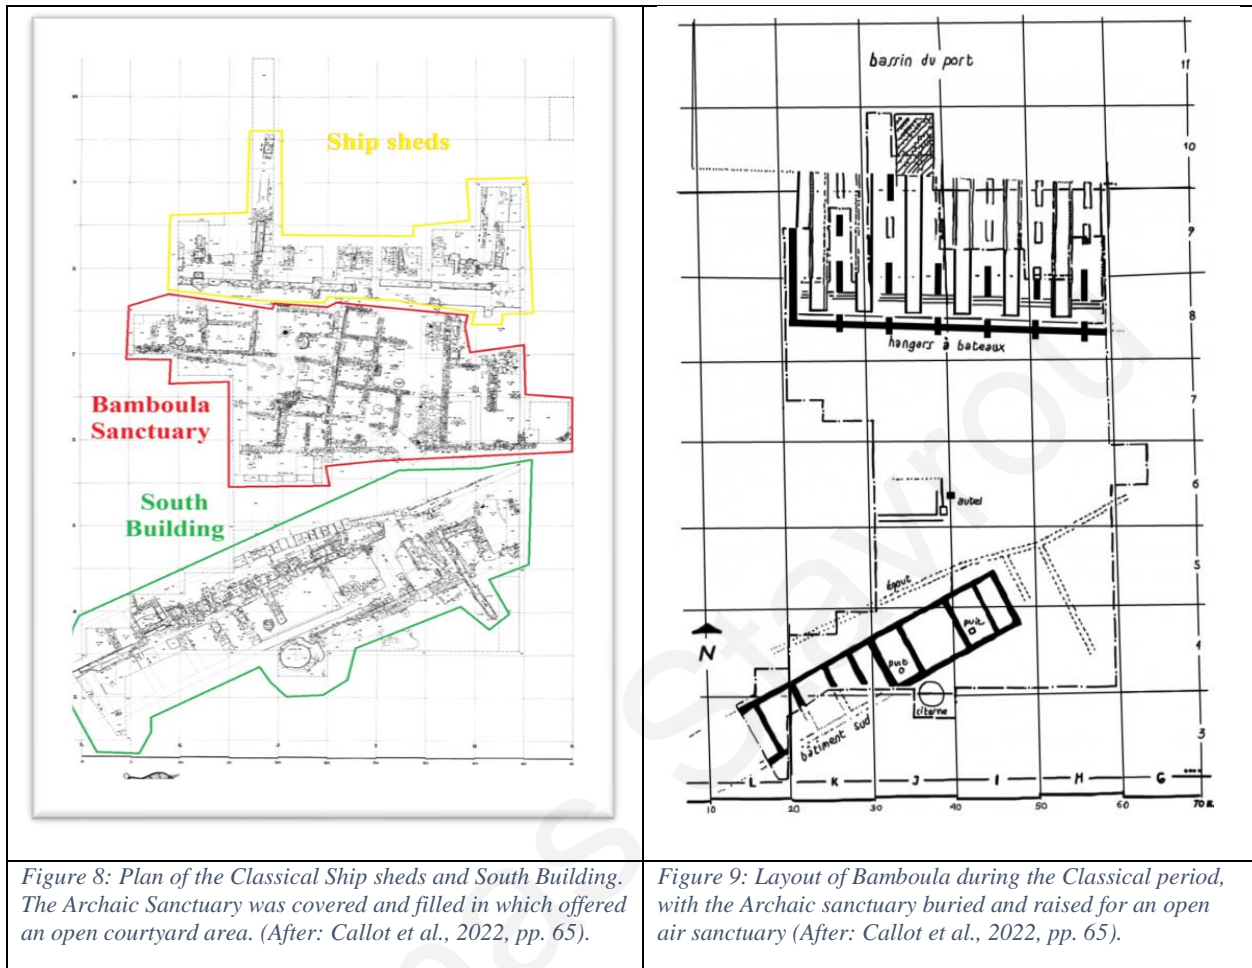 Ship sheds
Bamboula
Sanctuary
South
Building
Figure 8: Plan of the Classical Ship sheds and South Building.
The Archaic Sanctuary was covered and filled in which offered
an open courtyard area. (After: Callot et al., 2022, pp. 65).
bassin du port
11
10
9
hangars à bateaux
8
7
6
autel
égout
5
N
puit
puit
4
citerne
bâtiment sud
3
L K J I H G
10 20 30 40 50 60 70 R.
Figure 9: Layout of Bamboula during the Classical period,
with the Archaic sanctuary buried and raised for an open
air sanctuary (After: Callot et al., 2022, pp. 65).
Stavrou